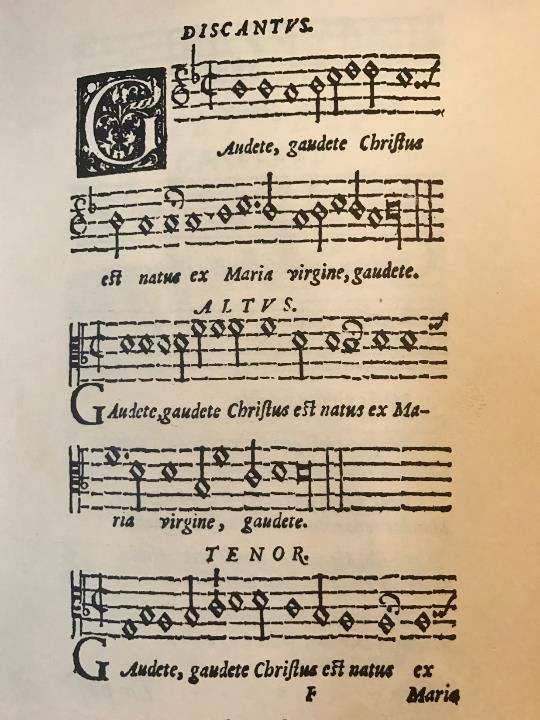 DISCANTVS.
GAudete, gaudete Chriſtus
eſt natus ex Maria virgine, gaudete.
ALTVS.
GAudete, gaudete Chriſtus eſt natus ex Ma-
ria virgine, gaudete.
TENOR.
GAudete, gaudete Chriſtus eſt natus ex
F Maria